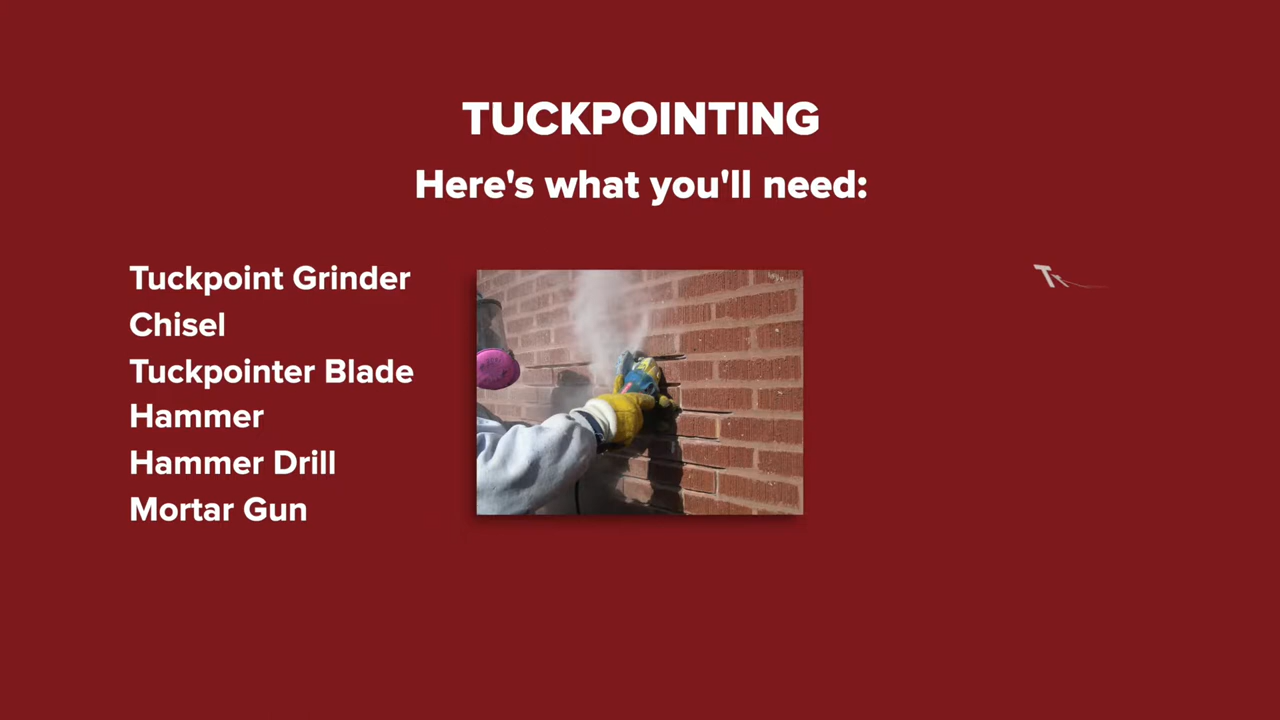 TUCKPOINTING
Here's what you'll need:
Tuckpoint Grinder
Chisel
Tuckpointer Blade
Hammer
Hammer Drill
Mortar Gun